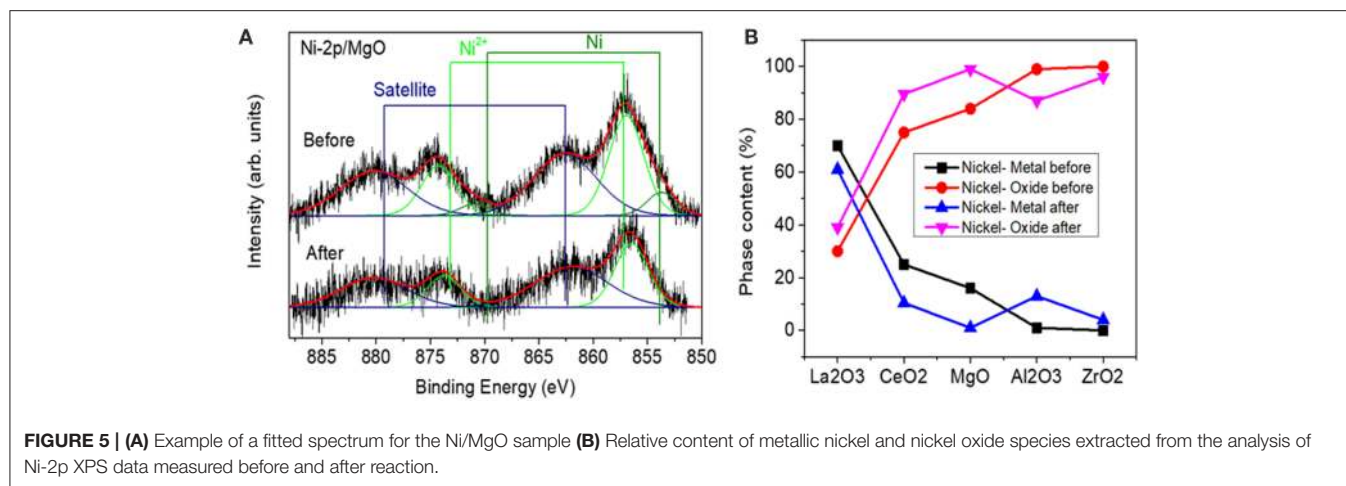 A
Ni-2p/MgO
Ni
Ni2+
Satellite
Before
After
Intensity (arb. units)
885 880 875 870 865 860 855 850
Binding Energy (eV)
B
Phase content (%)
100
80
60
40
20
0
Nickel- Metal before
Nickel- Oxide before
Nickel- Metal after
Nickel- Oxide after
La2O3 CeO2 MgO Al2O3 ZrO2
FIGURE 5 | (A) Example of a fitted spectrum for the Ni/MgO sample (B) Relative content of metallic nickel and nickel oxide species extracted from the analysis of
Ni-2p XPS data measured before and after reaction.